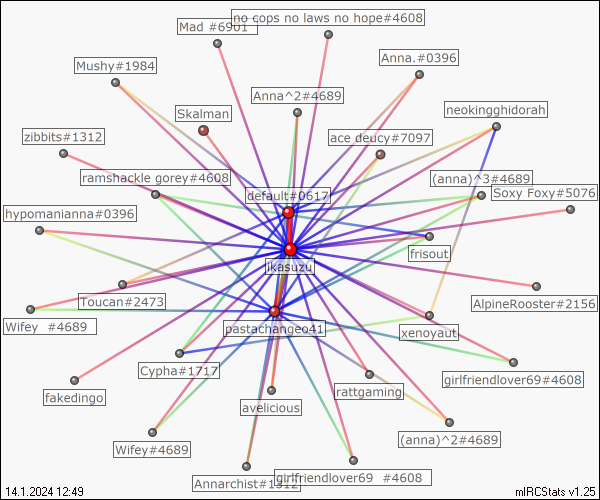 no cops no laws no hope#4608
Mad #6901
Anna.#0396
Mushy#1984
Anna^2#4689
neokingghidorah
Skalman
zibbits#1312
ace deucy#7097
ramshackle gorey#4608
(anna)^3#4689
default#0617
Soxy Foxy#5076
hypomanianna#0396
frisout
ikasuzu
Toucan#2473
AlpineRooster#2156
Wifey #4689
pastachangeo41
xenoyaut
Cypha#1717
girlfriendlover69#4608
fakedingo
rattgaming
avelicious
Wifey#4689
(anna)^2#4689
Annarchist#1312
girlfriendlover69 #4608
14.1.2024 12:49
mIRCStats v1.25